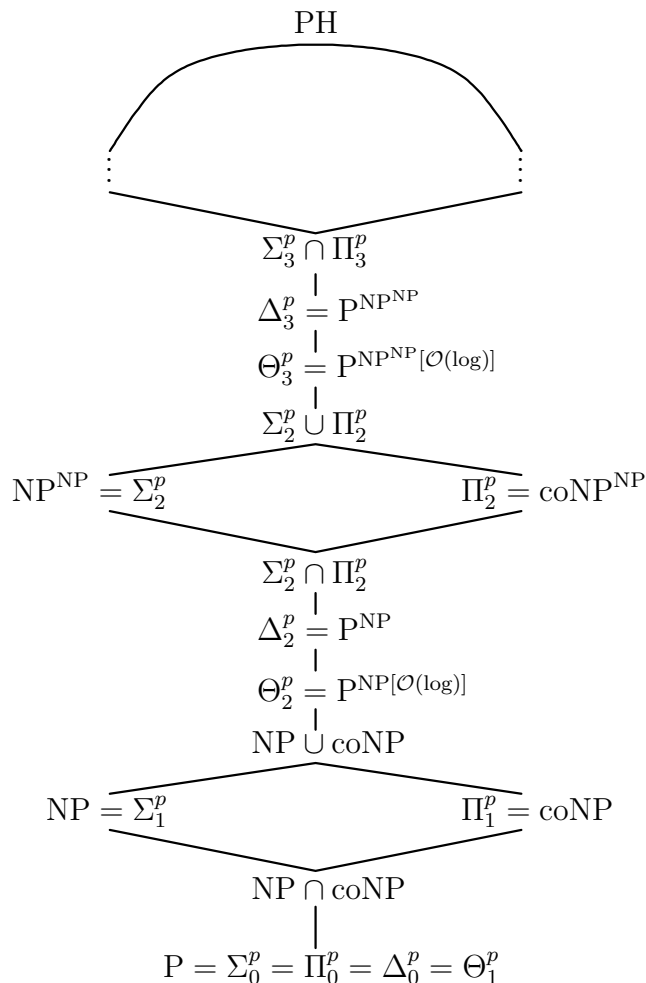 PH
Σ₃ᵖ ∩ Π₃ᵖ
Δ₃ᵖ = P^{NP^{NP}}
Θ₃ᵖ = P^{NP^{NP}[𝒪(log)]}
Σ₂ᵖ ∪ Π₂ᵖ
NP^{NP} = Σ₂ᵖ Π₂ᵖ = coNP^{NP}
Σ₂ᵖ ∩ Π₂ᵖ
Δ₂ᵖ = P^{NP}
Θ₂ᵖ = P^{NP[𝒪(log)]}
NP ∪ coNP
NP = Σ₁ᵖ Π₁ᵖ = coNP
NP ∩ coNP
P = Σ₀ᵖ = Π₀ᵖ = Δ₀ᵖ = Θ₁ᵖ